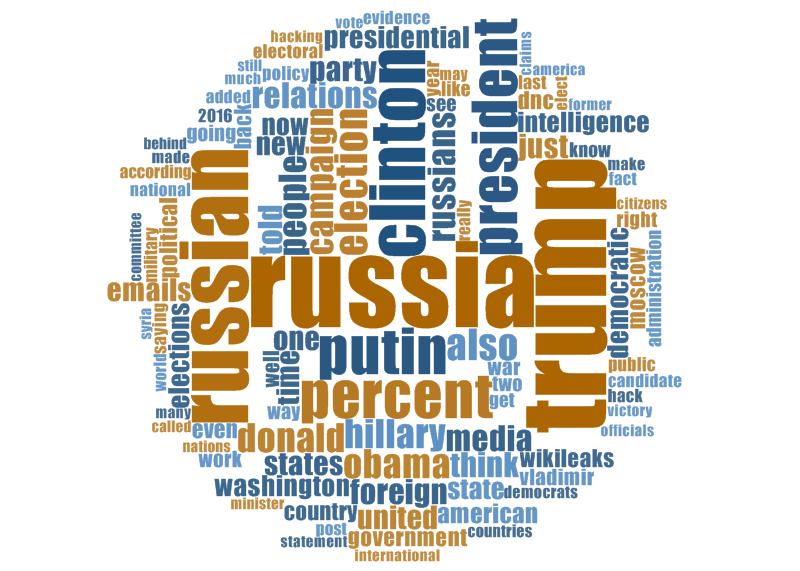 vote
evidence
hacking
presidential
electoral
still
much
policy
party
year
may
like
claims
america
last
elect
added
relations
see
dnc
former
2016
back
going
now
new
campaign
election
clinton
russians
president
intelligence
behind
made
just
know
according
people
make
fact
national
told
really
citizens
right
committee
military
political
russian
russia
trump
democratic
moscow
administration
emails
syria
world
saying
elections
one
putin
also
well
time
war
two
get
percent
public
candidate
hack
victory
many
called
way
even
nations
work
donald
hillary
media
officials
states
obama
think
wikileaks
washington
foreign
state
vladimir
democrats
minister
country
united
american
post
countries
statement
government
international